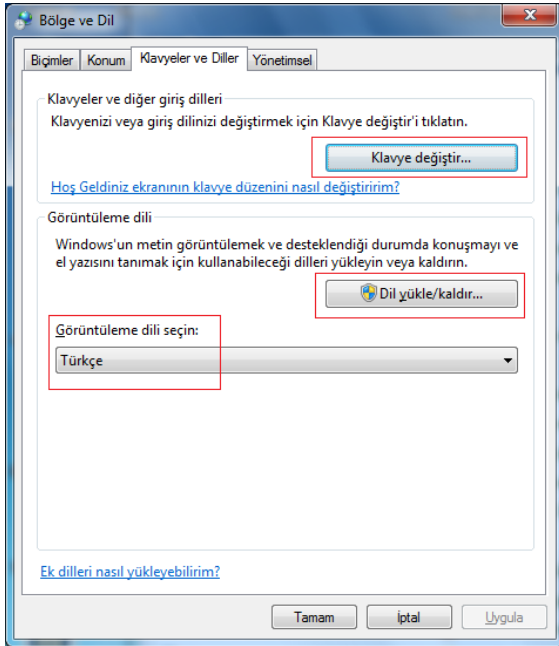 Bölge ve Dil
Biçimler Konum Klavyeler ve Diller Yönetimsel
Klavyeler ve diğer giriş dilleri
Klavyenizi veya giriş dilinizi değiştirmek için Klavye değiştir'i tıklatın.
Klavye değiştir...
Hoş Geldiniz ekranının klavye düzenini nasıl değiştiririm?
Görüntüleme dili
Windows'un metin görüntülemek ve desteklendiği durumda konuşmayı ve
el yazısını tanımak için kullanabileceği dilleri yükleyin veya kaldırın.
Dil yükle/kaldır...
Görüntüleme dili seçin:
Türkçe
Ek dilleri nasıl yükleyebilirim?
Tamam İptal Uygula